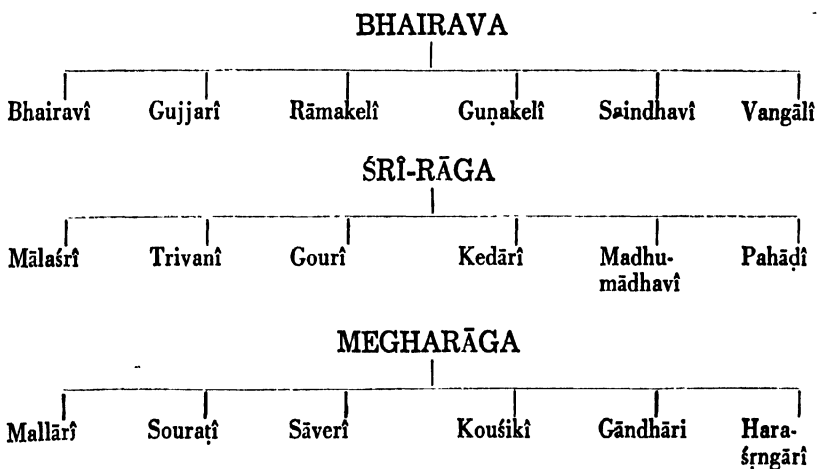 BHAIRAVA
Bhairavî Gujjarî Rāmakelî Guṇakelî Saindhavî Vangālî
ŚRÎ-RĀGA
Mālaśrî Trivanî Gourî Kedārî Madhu- Pahāḍî
mādhavî
MEGHARĀGA
Mallārî Souraṭî Sāverî Kouśikî Gāndhāri Hara-
śṛngārî